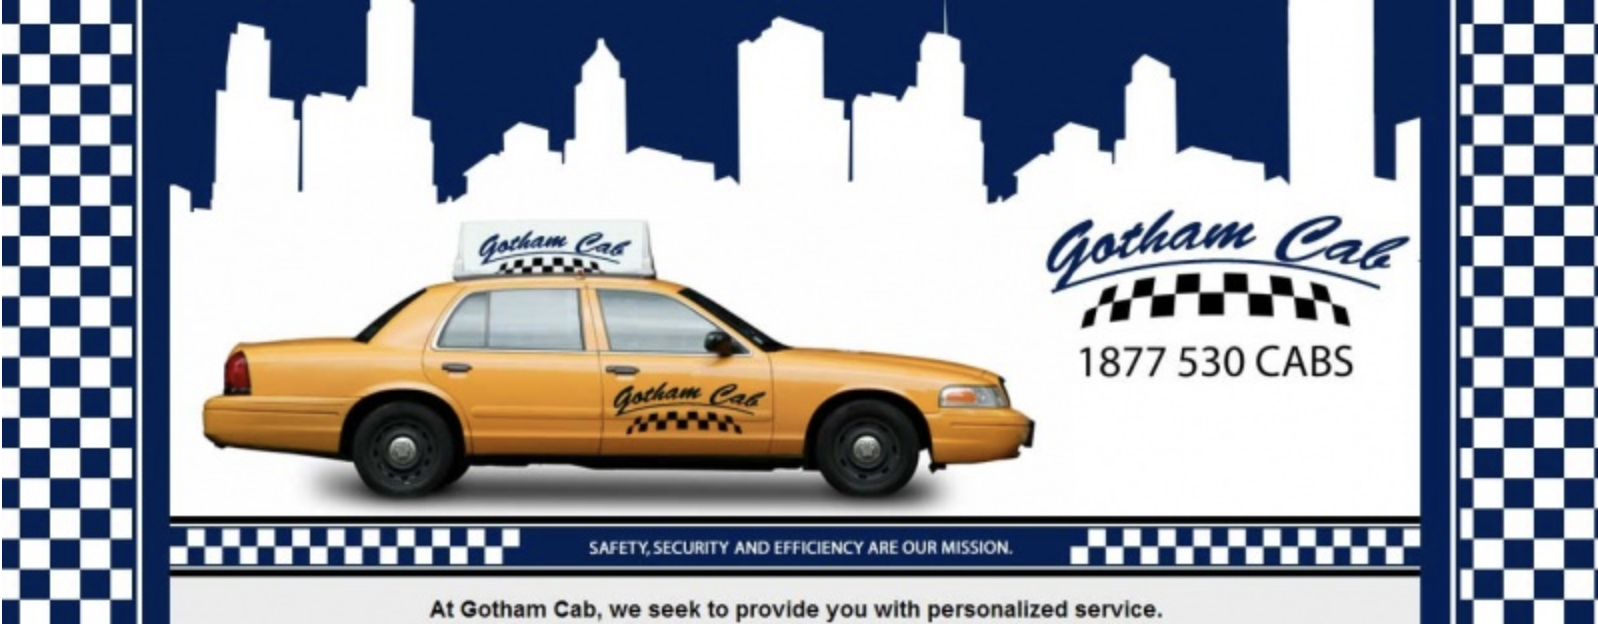 Gotham Cab
Gotham Cab
1877 530 CABS
Gotham Cab
SAFETY, SECURITY AND EFFICIENCY ARE OUR MISSION.
At Gotham Cab, we seek to provide you with personalized service.